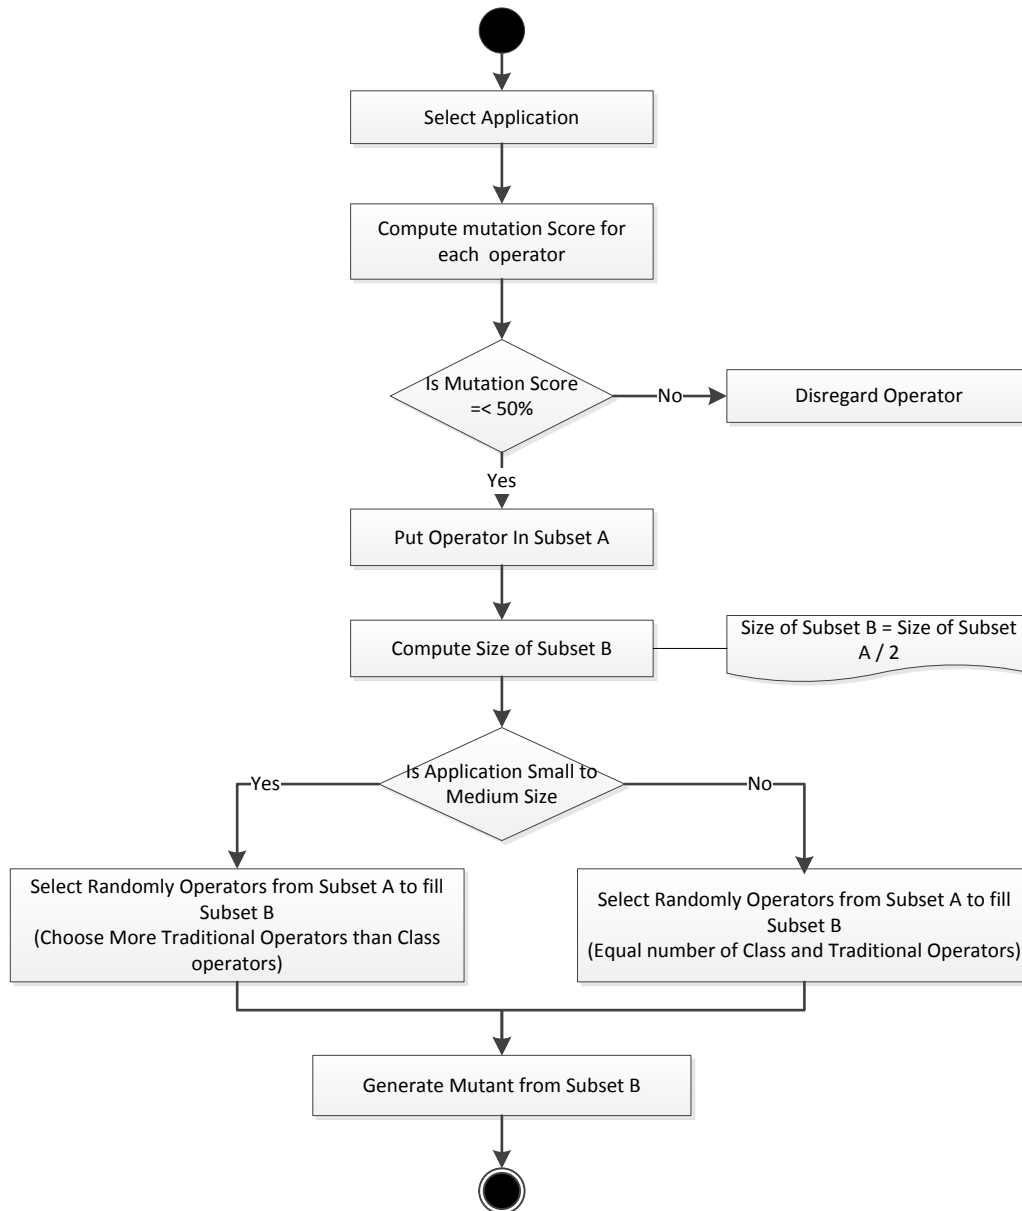 Select Application
Compute mutation Score for
each operator
Is Mutation Score
=< 50%
No
Disregard Operator
Yes
Put Operator In Subset A
Compute Size of Subset B
Size of Subset B = Size of Subset
A / 2
Is Application Small to
Medium Size
Yes
No
Select Randomly Operators from Subset A to fill
Subset B
(Choose More Traditional Operators than Class
operators)
Select Randomly Operators from Subset A to fill
Subset B
(Equal number of Class and Traditional Operators)
Generate Mutant from Subset B